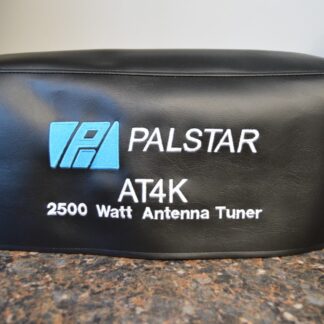 PALSTAR
AT4K
2500 Watt Antenna Tuner